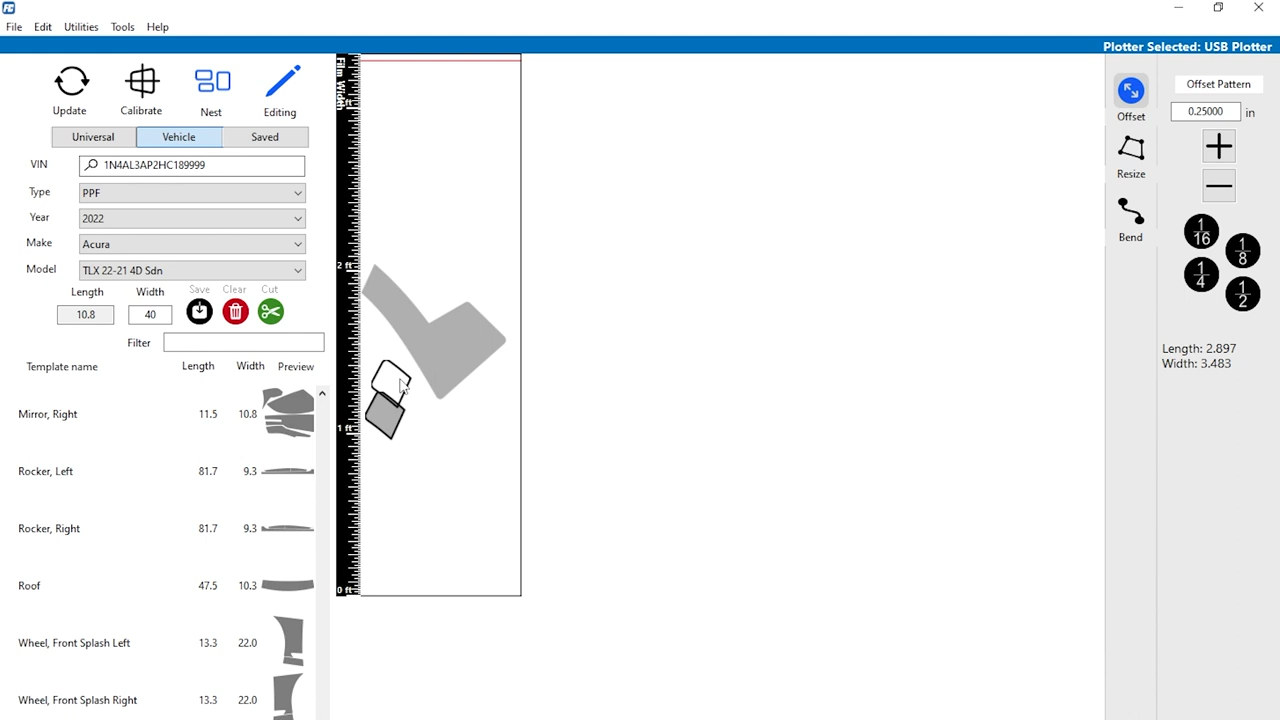 File Edit Utilities Tools Help
Plotter Selected: USB Plotter
Update Calibrate Nest Editing
Universal Vehicle Saved
VIN 1N4AL3AP2HC189999
Type PPF
Year 2022
Make Acura
Model TLX 22-21 4D Sdn
Length Width Save Clear Cut
10.8 40
Filter
Template name Length Width Preview
Mirror, Right 11.5 10.8
Rocker, Left 81.7 9.3
Rocker, Right 81.7 9.3
Roof 47.5 10.3
Wheel, Front Splash Left 13.3 22.0
Wheel, Front Splash Right 13.3 22.0
Film Width
2 ft
1 ft
0 ft
Offset
Resize
Bend
Offset Pattern
0.25000 in
1/16
1/8
1/4
1/2
Length: 2.897
Width: 3.483